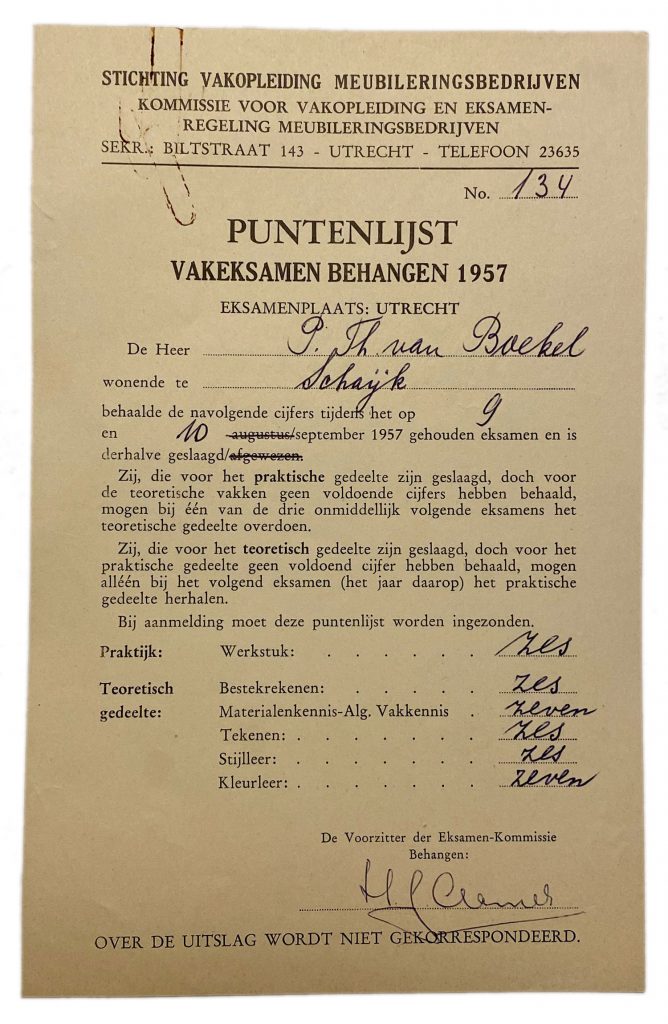 STICHTING VAKOPLEIDING MEUBILERINGSBEDRIJVEN
KOMMISSIE VOOR VAKOPLEIDING EN EKSAMEN-
REGELING MEUBILERINGSBEDRIJVEN
SEKR.: BILTSTRAAT 143 - UTRECHT - TELEFOON 23635
No. 134
PUNTENLIJST
VAKEKSAMEN BEHANGEN 1957
EKSAMENPLAATS: UTRECHT
De Heer P. Th. van Boekel
wonende te Schaijk
behaalde de navolgende cijfers tijdens het op 9
en 10 augustus/september 1957 gehouden eksamen en is
derhalve geslaagd/afgewezen.
Zij, die voor het praktische gedeelte zijn geslaagd, doch voor
de teoretische vakken geen voldoende cijfers hebben behaald,
mogen bij één van de drie onmiddellijk volgende eksamens het
teoretische gedeelte overdoen.
Zij, die voor het teoretisch gedeelte zijn geslaagd, doch voor het
praktische gedeelte geen voldoend cijfer hebben behaald, mogen
alléén bij het volgend eksamen (het jaar daarop) het praktische
gedeelte herhalen.
Bij aanmelding moet deze puntenlijst worden ingezonden.
Praktijk: Werkstuk: . . . . . . zes
Teoretisch Bestekrekenen: . . . . . zes
gedeelte: Materialenkennis-Alg. Vakkennis . zeven
Tekenen: . . . . . . zes
Stijlleer: . . . . . . zes
Kleurleer: . . . . . . zeven
De Voorzitter der Eksamen-Kommissie
Behangen:
H J Cramer
OVER DE UITSLAG WORDT NIET GEKORRESPONDEERD.